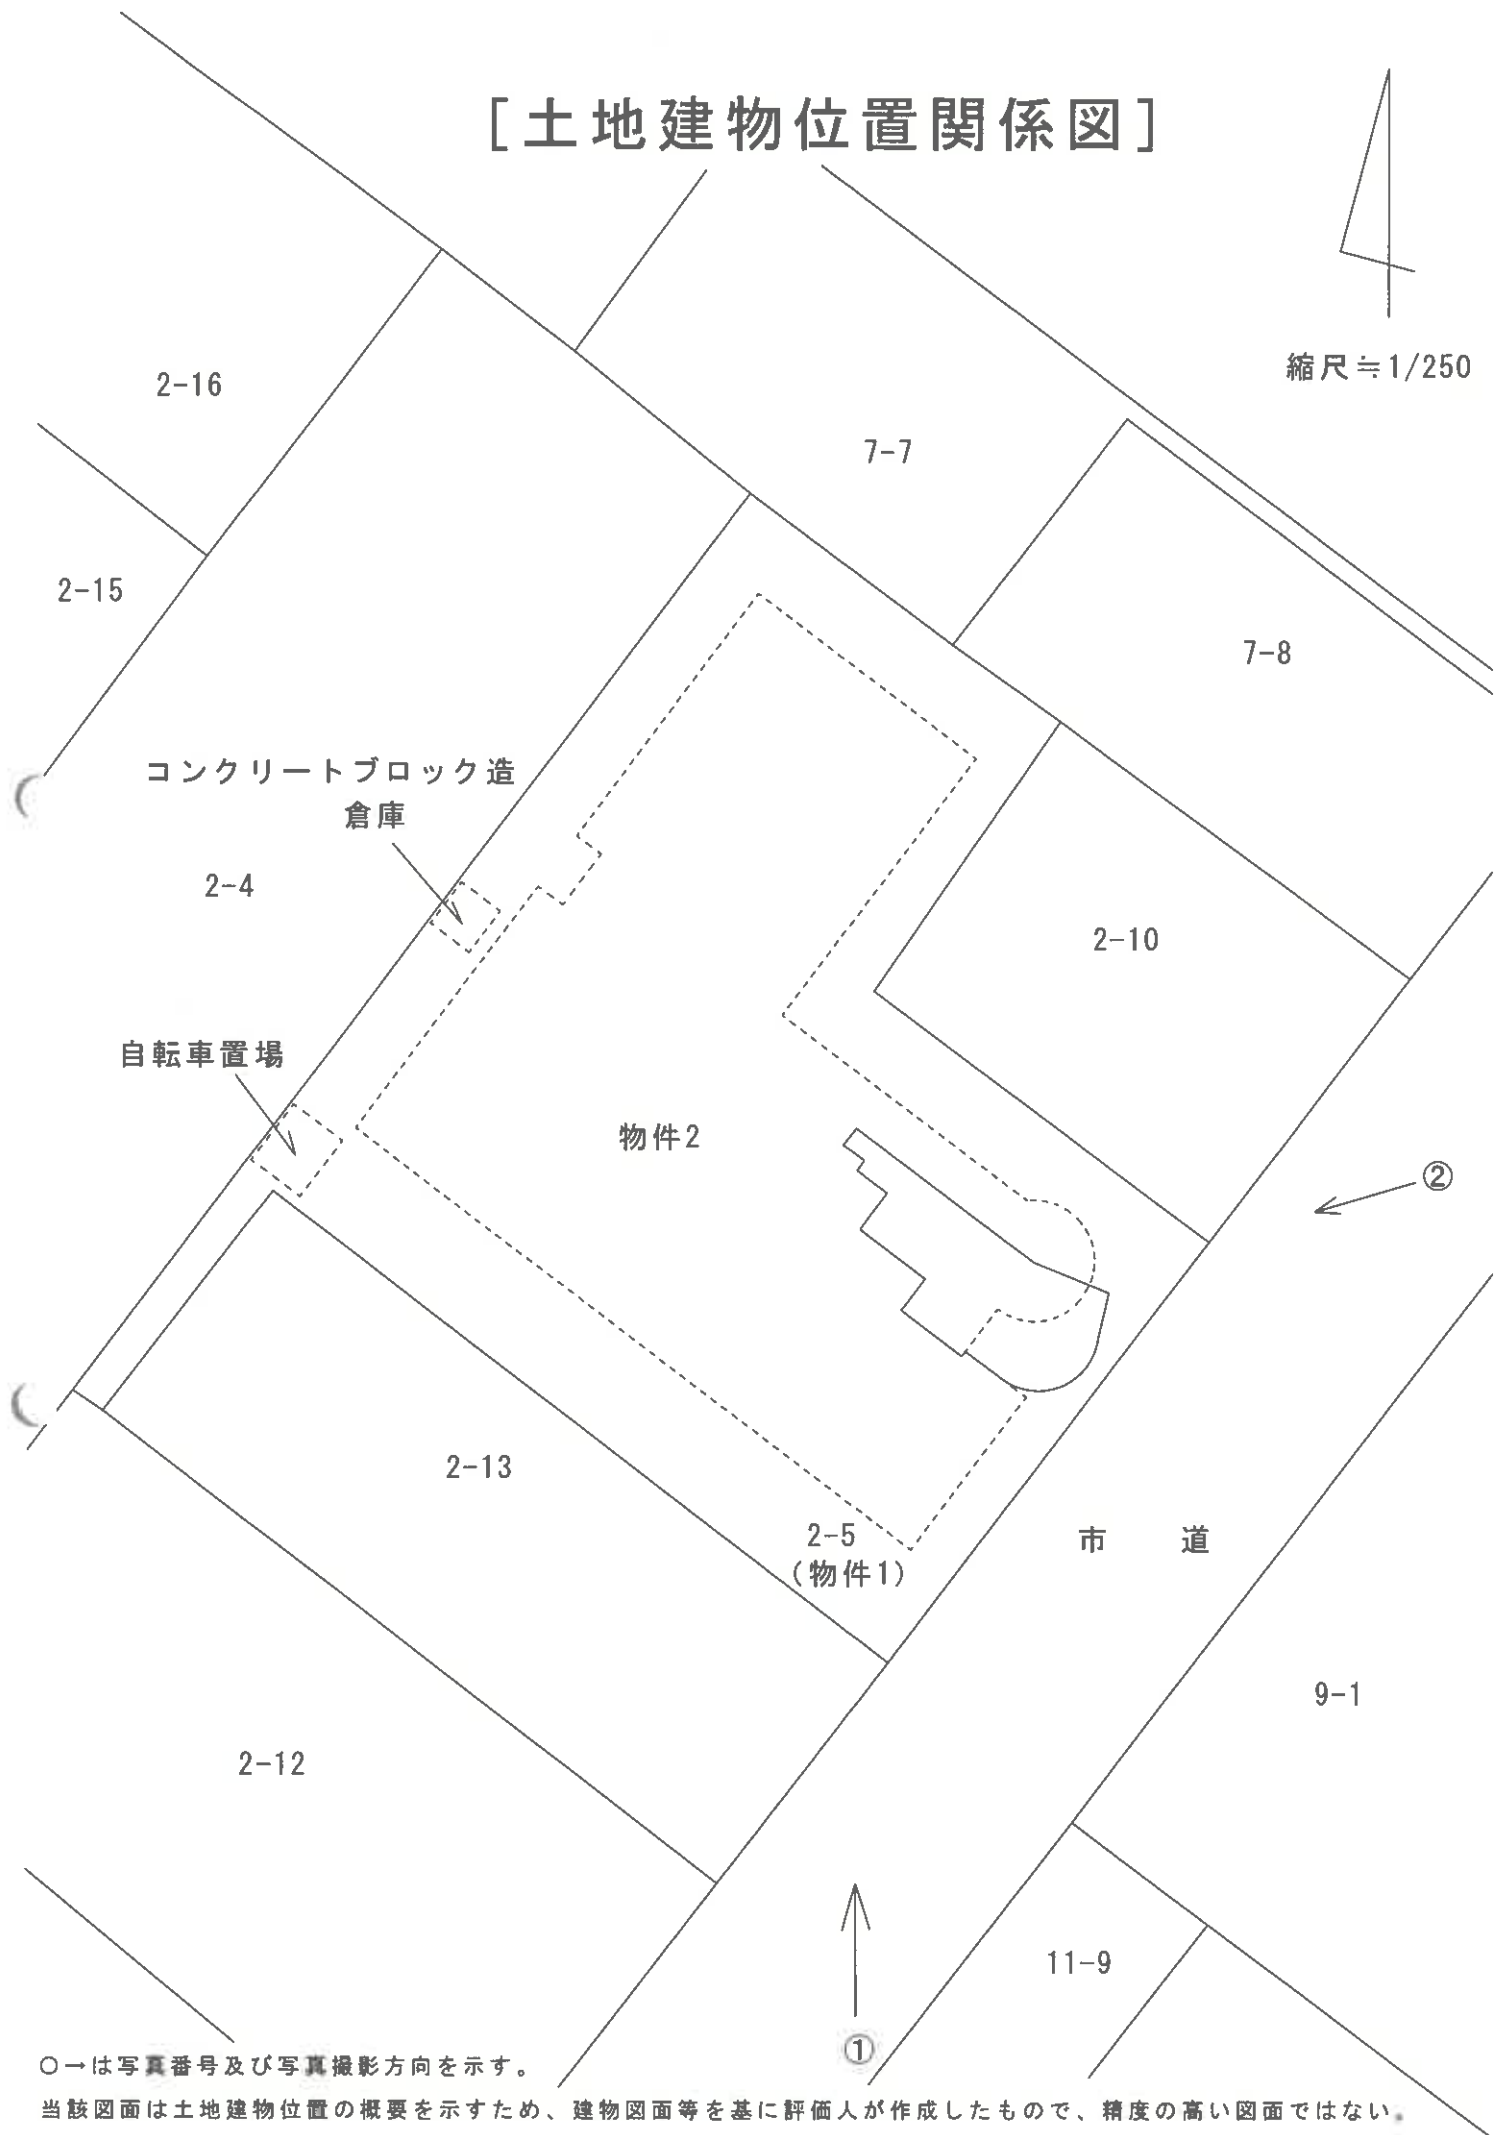 [土地建物位置関係図]
縮尺≒1/250
2-16
7-7
2-15
7-8
コンクリートブロック造
倉庫
2-4
2-10
自転車置場
物件2
②
2-13
2-5
(物件1)
市 道
9-1
2-12
11-9
①
○→は写真番号及び写真撮影方向を示す。
当該図面は土地建物位置の概要を示すため、建物図面等を基に評価人が作成したもので、精度の高い図面ではない。